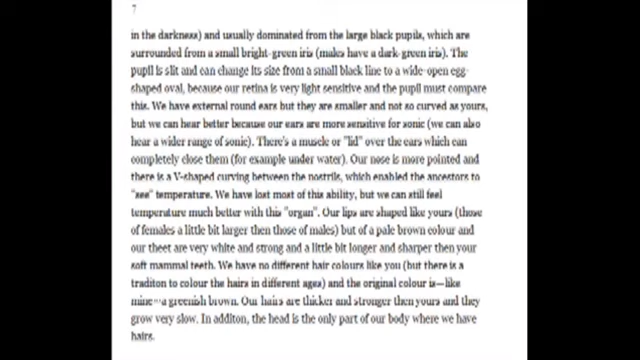 7
in the darkness) and usually dominated from the large black pupils, which are
surrounded from a small bright-green iris (males have a dark-green iris). The
pupil is slit and can change its size from a small black line to a wide-open egg-
shaped oval, because our retina is very light sensitive and the pupil must compare
this. We have external round ears but they are smaller and not so curved as yours,
but we can hear better because our ears are more sensitive for sonic (we can also
hear a wider range of sonic). There's a muscle or "lid" over the ears which can
completely close them (for example under water). Our nose is more pointed and
there is a V-shaped curving between the nostrils, which enabled the ancestors to
"see" temperature. We have lost most of this ability, but we can still feel
temperature much better with this "organ". Our lips are shaped like yours (those
of females a little bit larger then those of males) but of a pale brown colour and
our theet are very white and strong and a little bit longer and sharper then your
soft mammal teeth. We have no different hair colours like you (but there is a
traditon to colour the hairs in different ages) and the original colour is—like
mine—a greenish brown. Our hairs are thicker and stronger then yours and they
grow very slow. In additon, the head is the only part of our body where we have
hairs.